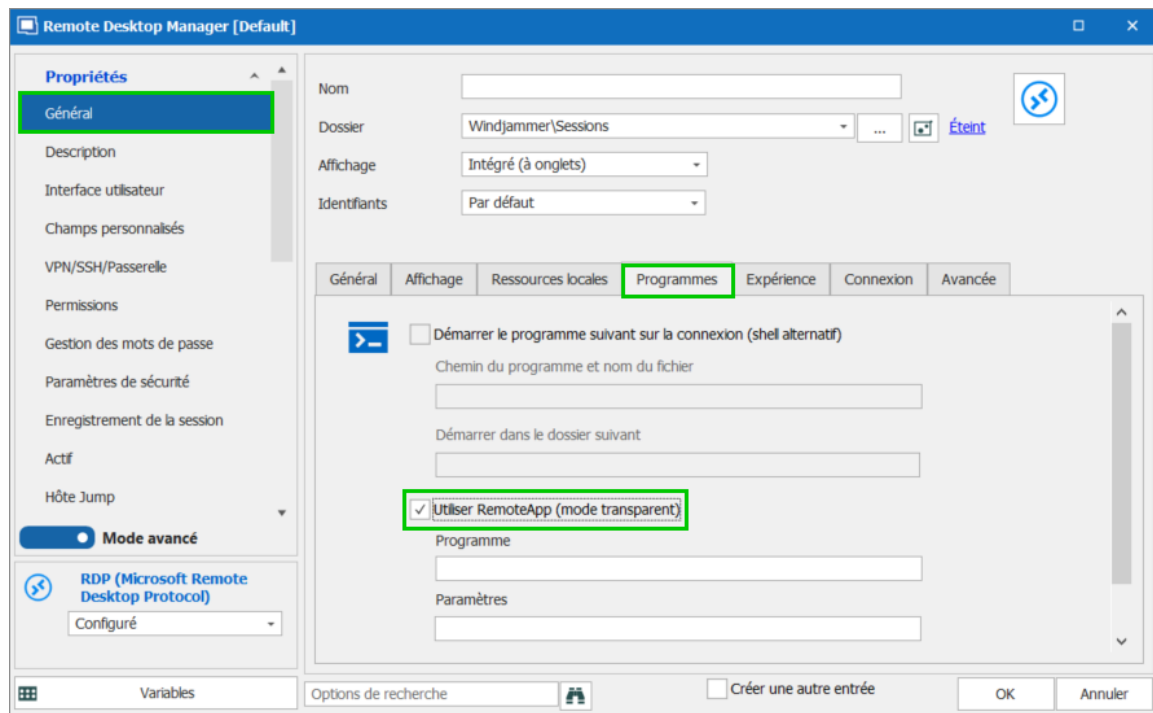 Remote Desktop Manager [Default]
Propriétés
Général
Description
Interface utilisateur
Champs personnalisés
VPN/SSH/Passerelle
Permissions
Gestion des mots de passe
Paramètres de sécurité
Enregistrement de la session
Actif
Hôte Jump
Mode avancé
RDP (Microsoft Remote
Desktop Protocol)
Configuré
Variables
Nom
Dossier
Windjammer\Sessions
...
Éteint
Affichage
Intégré (à onglets)
Identifiants
Par défaut
Général
Affichage
Ressources locales
Programmes
Expérience
Connexion
Avancée
Démarrer le programme suivant sur la connexion (shell alternatif)
Chemin du programme et nom du fichier
Démarrer dans le dossier suivant
Utiliser RemoteApp (mode transparent)
Programme
Paramètres
Options de recherche
Créer une autre entrée
OK
Annuler